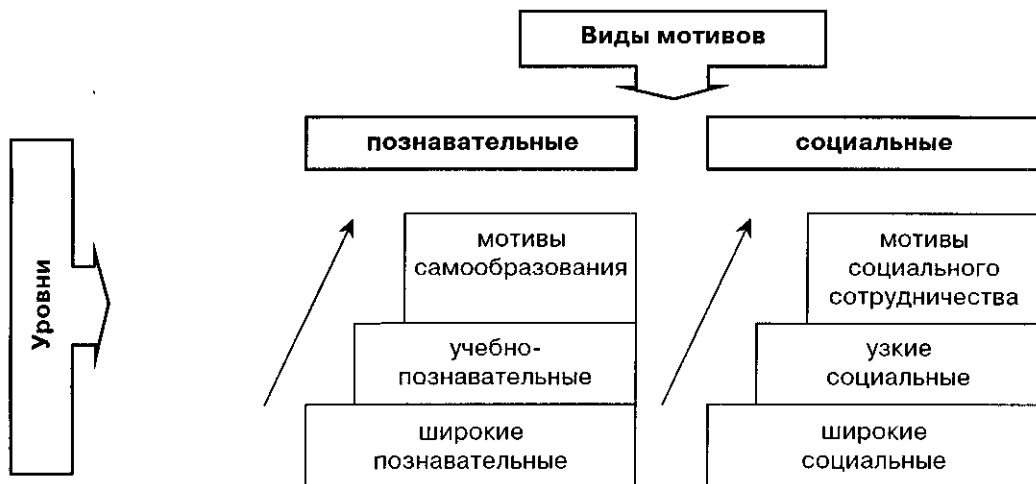 Виды мотивов
познавательные
социальные
Уровни
мотивы
самообразования
учебно-
познавательные
широкие
познавательные
мотивы
социального
сотрудничества
узкие
социальные
широкие
социальные